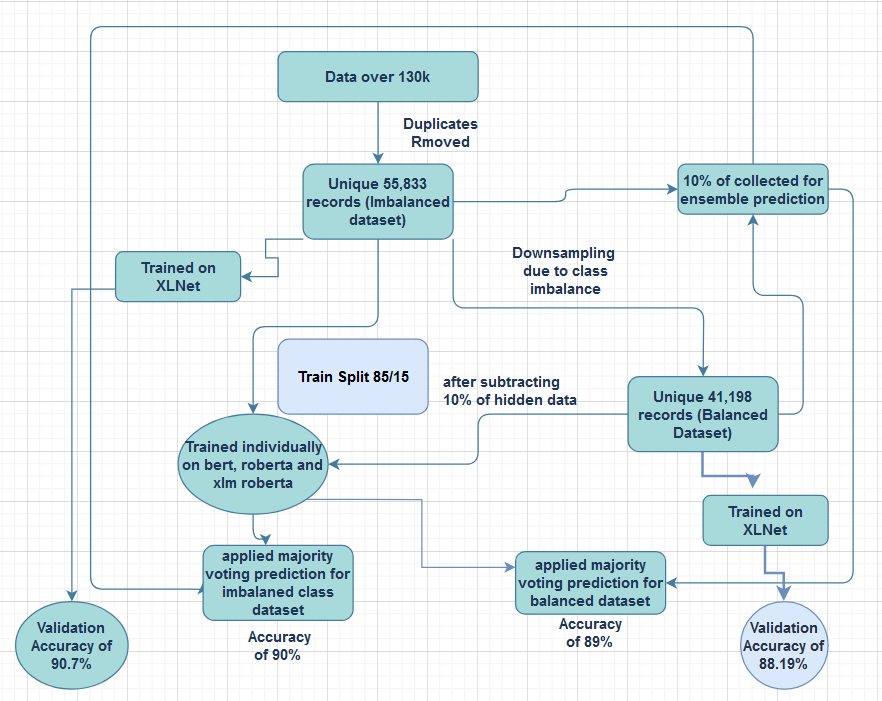 Data over 130k
Duplicates
Rmoved
Unique 55,833
records (Imbalanced
dataset)
10% of collected for
ensemble prediction
Trained on
XLNet
Downsampling
due to class
imbalance
Train Split 85/15
after subtracting
10% of hidden data
Unique 41,198
records (Balanced
Dataset)
Trained individually
on bert, roberta and
xlm roberta
Trained on
XLNet
applied majority
voting prediction for
imbalaned class
dataset
applied majority
voting prediction for
balanced dataset
Accuracy
of 90%
Accuracy
of 89%
Validation
Accuracy of
90.7%
Validation
Accuracy of
88.19%